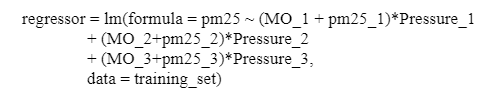 regressor = lm(formula = pm25 ~ (MO_1 + pm25_1)*Pressure_1
+ (MO_2+pm25_2)*Pressure_2
+ (MO_3+pm25_3)*Pressure_3,
data = training_set)